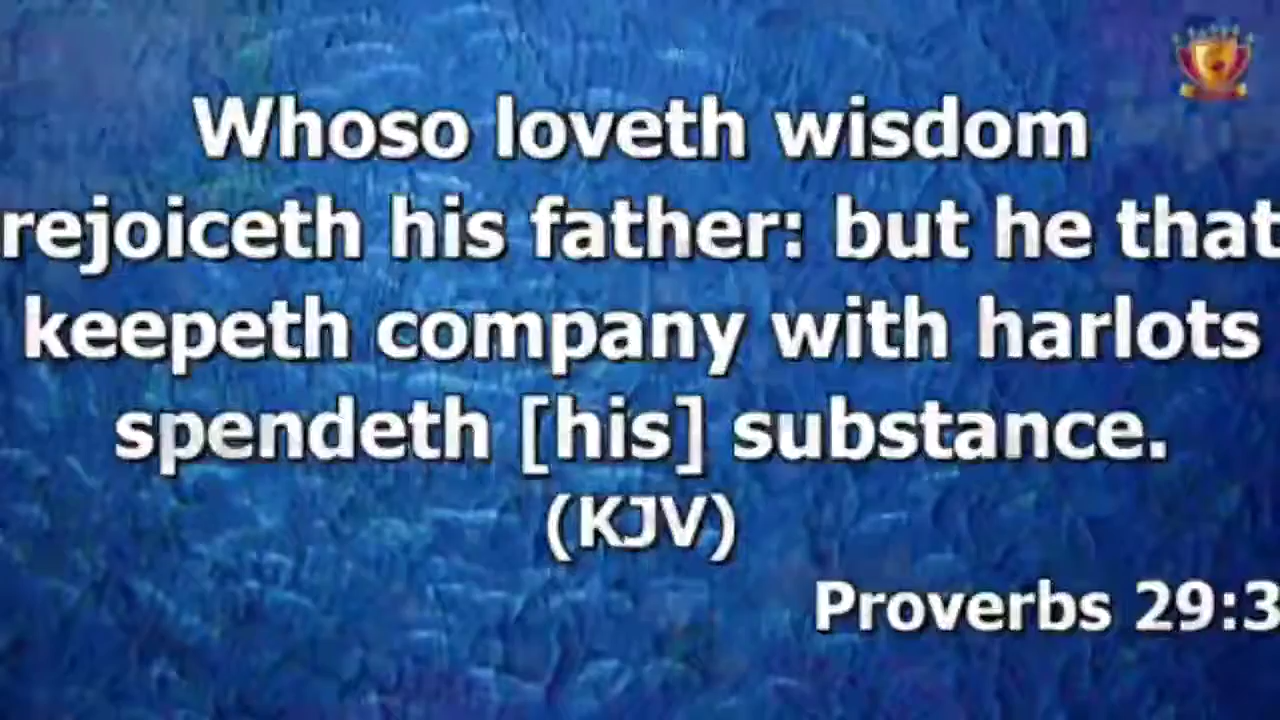 Whoso loveth wisdom
rejoiceth his father: but he that
keepeth company with harlots
spendeth [his] substance.
(KJV)
Proverbs 29:3